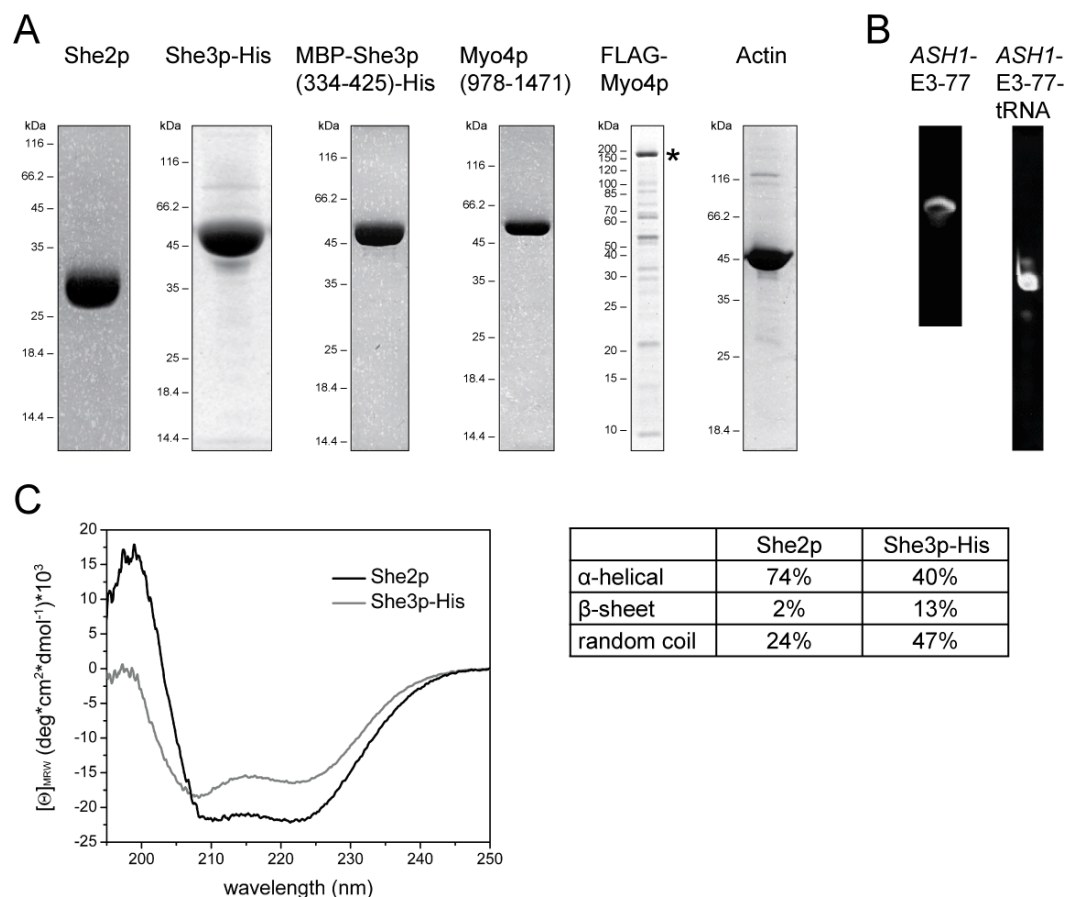 A
B
She2p
She3p-His
MBP-She3p
(334-425)-His
Myo4p
(978-1471)
FLAG-
Myo4p
Actin
ASH1-
E3-77
ASH1-
E3-77-
tRNA
kDa
116
66.2
45
35
25
18.4
14.4
kDa
116
66.2
45
35
25
18.4
14.4
kDa
116
66.2
45
35
25
18.4
14.4
kDa
116
66.2
45
35
25
18.4
14.4
kDa
200
150
120
100
85
70
60
50
40
30
25
20
15
10
*
kDa
116
66.2
45
35
25
18.4
C
[Θ]MRW (deg*cm²*dmol⁻¹)*10³
20
15
10
5
0
-5
-10
-15
-20
-25
She2p
She3p-His
200 210 220 230 240 250
wavelength (nm)
She2p She3p-His
α-helical 74% 40%
β-sheet 2% 13%
random coil 24% 47%